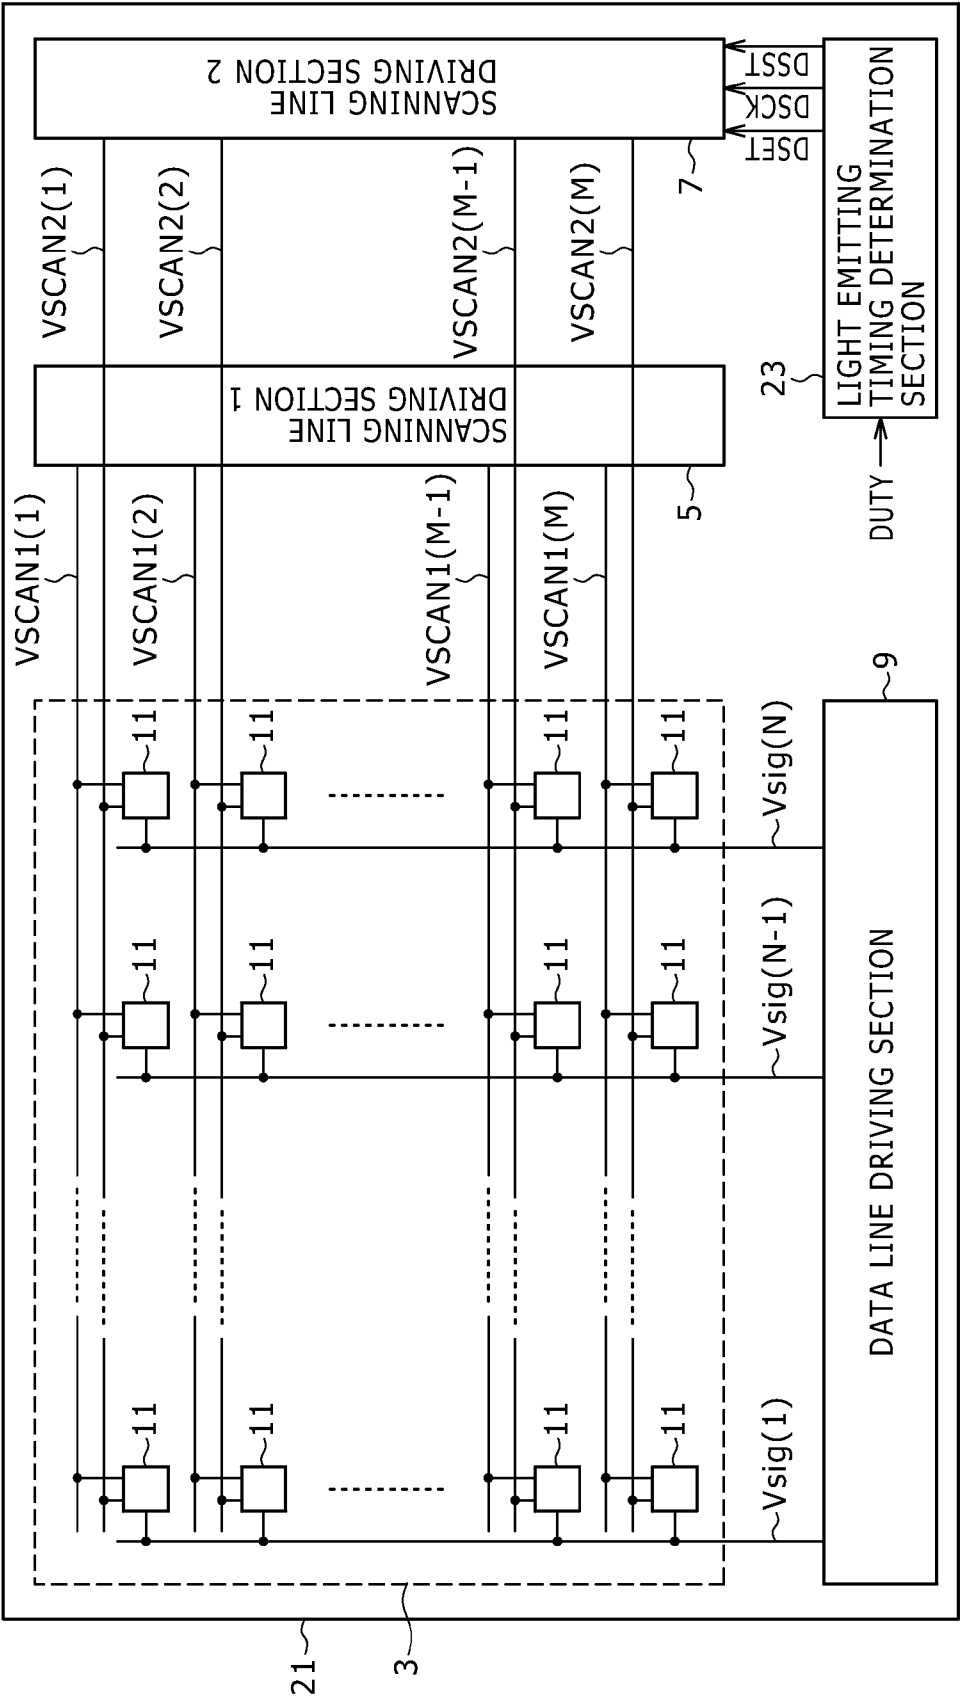 21
3
VSCAN1(1)
VSCAN1(2)
VSCAN1(M-1)
VSCAN1(M)
VSCAN2(1)
VSCAN2(2)
VSCAN2(M-1)
VSCAN2(M)
SCANNING LINE
DRIVING SECTION 1
5
SCANNING LINE
DRIVING SECTION 2
7
11
11
11
11
11
11
11
11
11
11
11
11
Vsig(1)
Vsig(N-1)
Vsig(N)
DATA LINE DRIVING SECTION
9
DUTY
23
LIGHT EMITTING
TIMING DETERMINATION
SECTION
DSET
DSCK
DSST